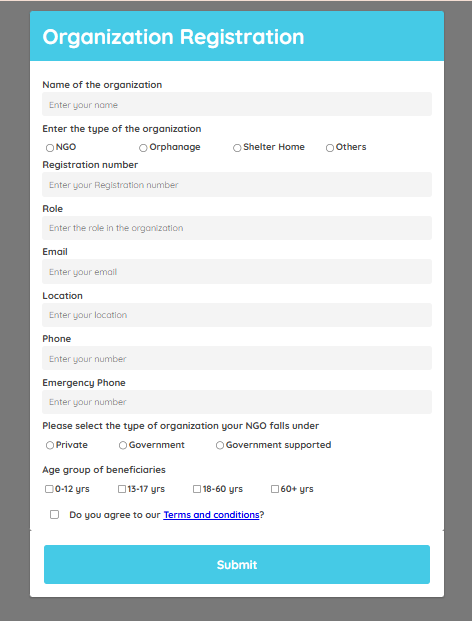 Organization Registration
Name of the organization
Enter your name
Enter the type of the organization
NGO Orphanage Shelter Home Others
Registration number
Enter your Registration number
Role
Enter the role in the organization
Email
Enter your email
Location
Enter your location
Phone
Enter your number
Emergency Phone
Enter your number
Please select the type of organization your NGO falls under
Private Government Government supported
Age group of beneficiaries
0-12 yrs 13-17 yrs 18-60 yrs 60+ yrs
Do you agree to our Terms and conditions?
Submit